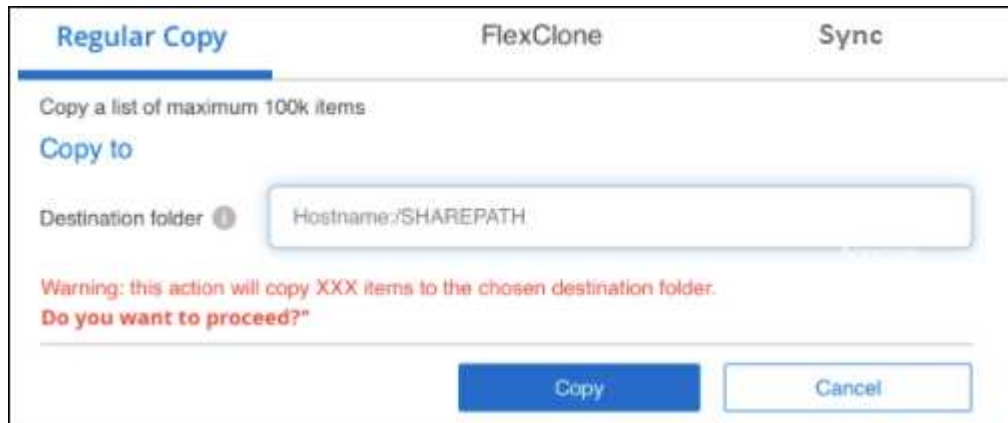 Regular Copy FlexClone Sync
Copy a list of maximum 100k items
Copy to
Destination folder Hostname:/SHAREPATH
Warning: this action will copy XXX items to the chosen destination folder.
Do you want to proceed?"
Copy Cancel